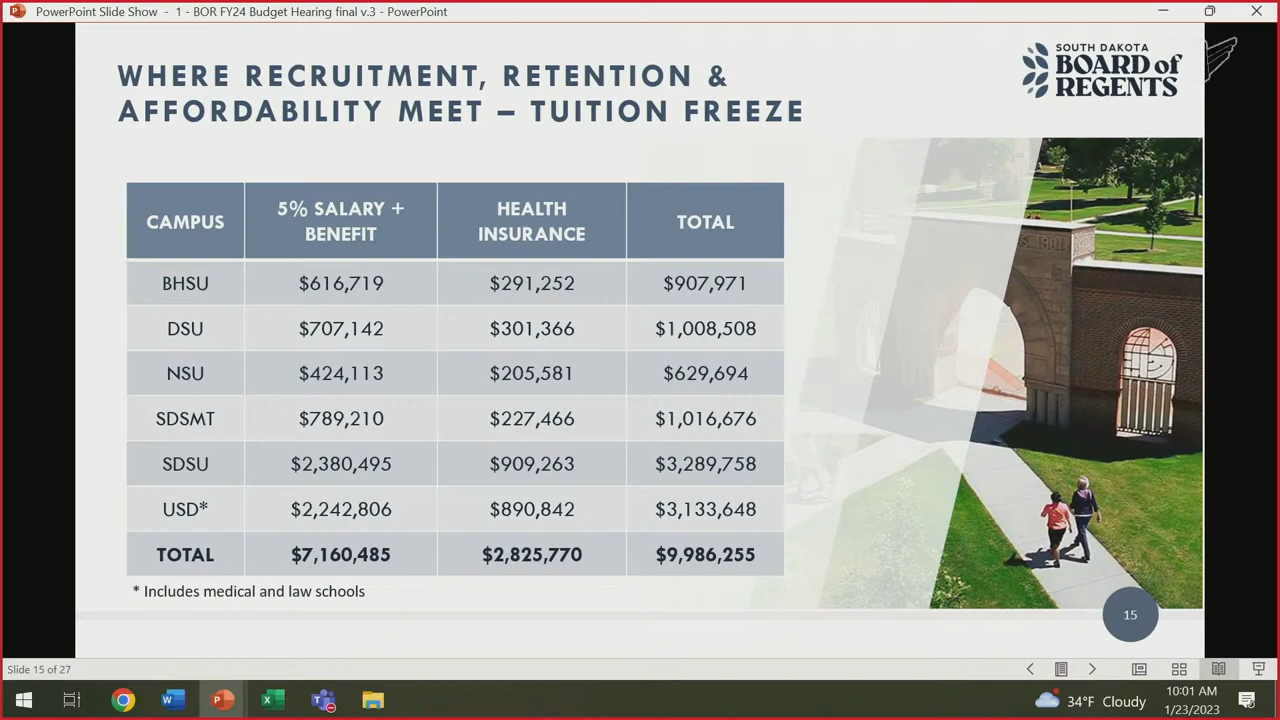 PowerPoint Slide Show - 1 - BOR FY24 Budget Hearing final v.3 - PowerPoint
WHERE RECRUITMENT, RETENTION &
AFFORDABILITY MEET – TUITION FREEZE
SOUTH DAKOTA
BOARD of
REGENTS
CAMPUS 5% SALARY + BENEFIT HEALTH INSURANCE TOTAL
BHSU $616,719 $291,252 $907,971
DSU $707,142 $301,366 $1,008,508
NSU $424,113 $205,581 $629,694
SDSMT $789,210 $227,466 $1,016,676
SDSU $2,380,495 $909,263 $3,289,758
USD* $2,242,806 $890,842 $3,133,648
TOTAL $7,160,485 $2,825,770 $9,986,255
* Includes medical and law schools
15
Slide 15 of 27
34°F Cloudy
10:01 AM
1/23/2023